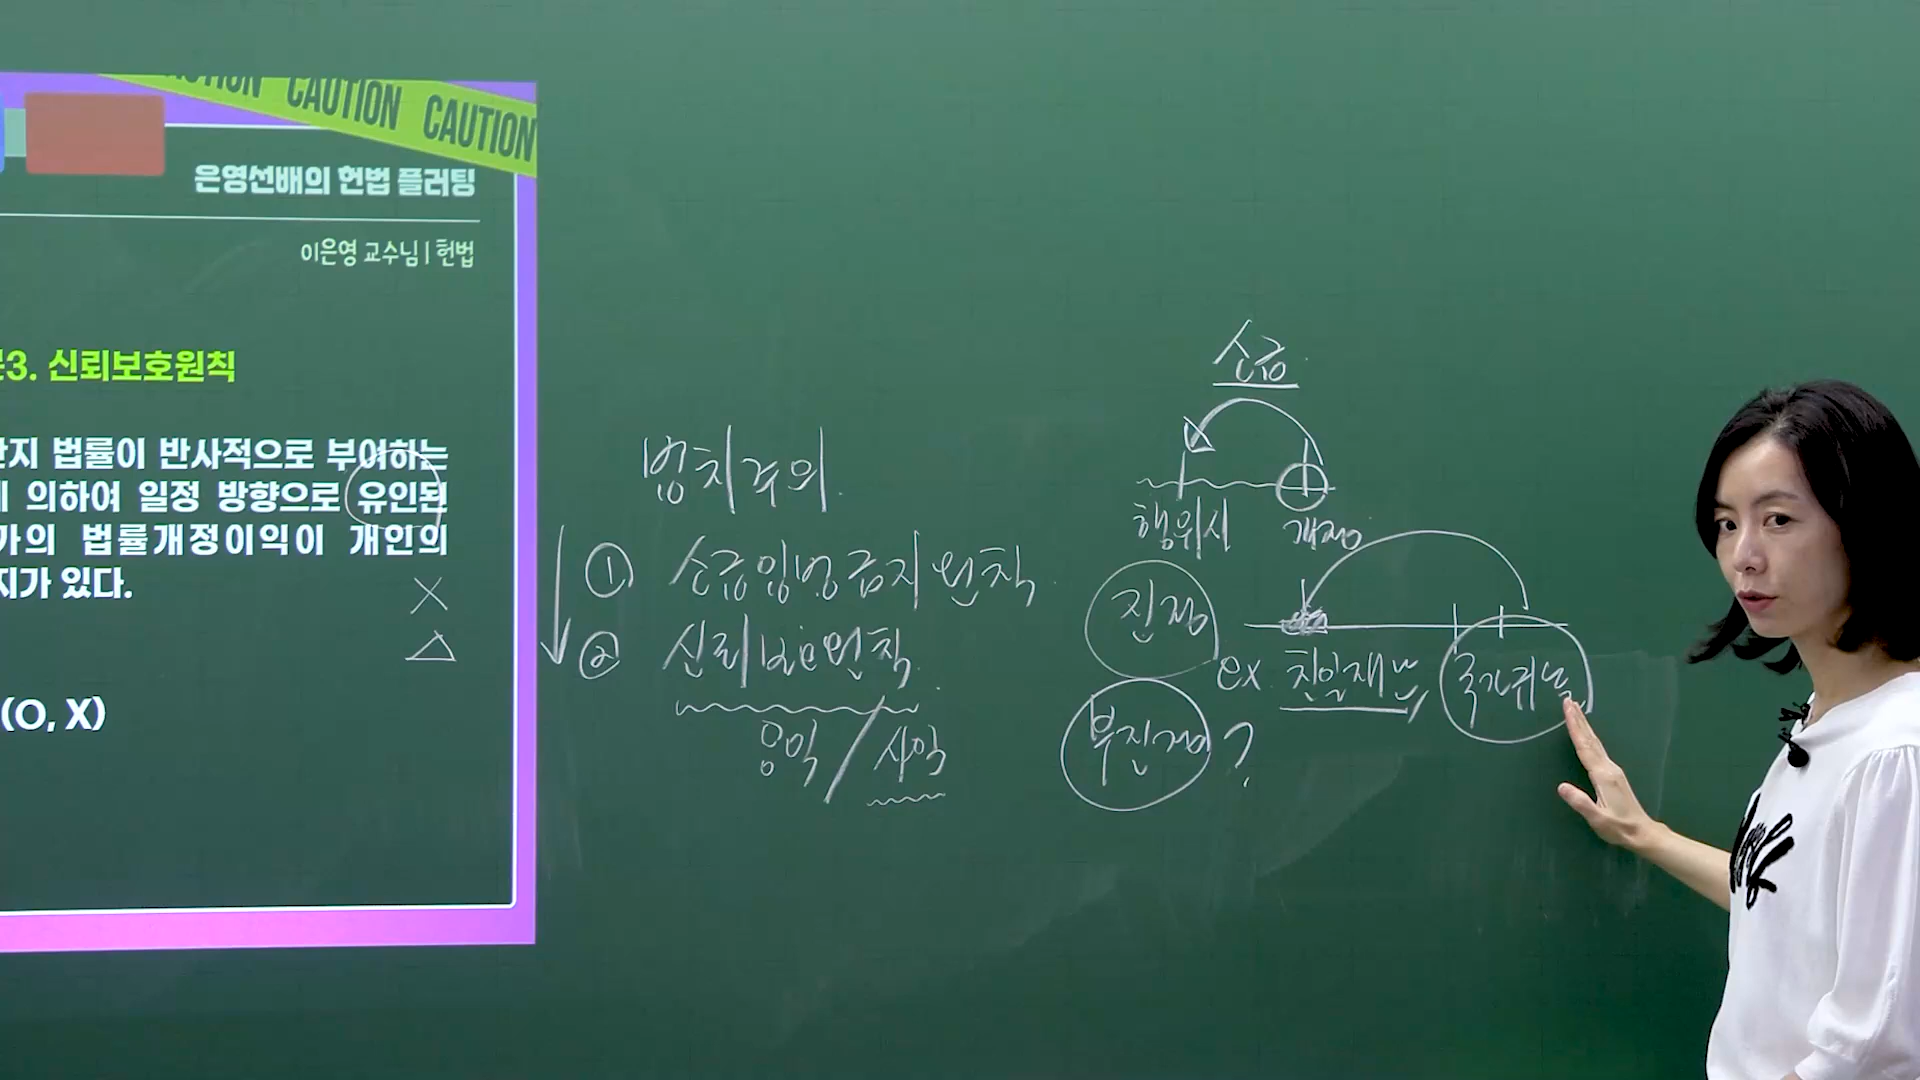 CAUTION CAUTION CAUTION
은영선배의 헌법 플러팅
이은영 교수님 | 헌법
3. 신뢰보호원칙
지 법률이 반사적으로 부여하는
의하여 일정 방향으로 유인된
의 법률개정이익이 개인의
지가 있다.
X
△
(O, X)
법치주의.
① 소급입법금지원칙
② 신뢰보호원칙.
공익/사익
소급.
행위시 개정
진정
ex 친일재산, 국가귀속
부진정?